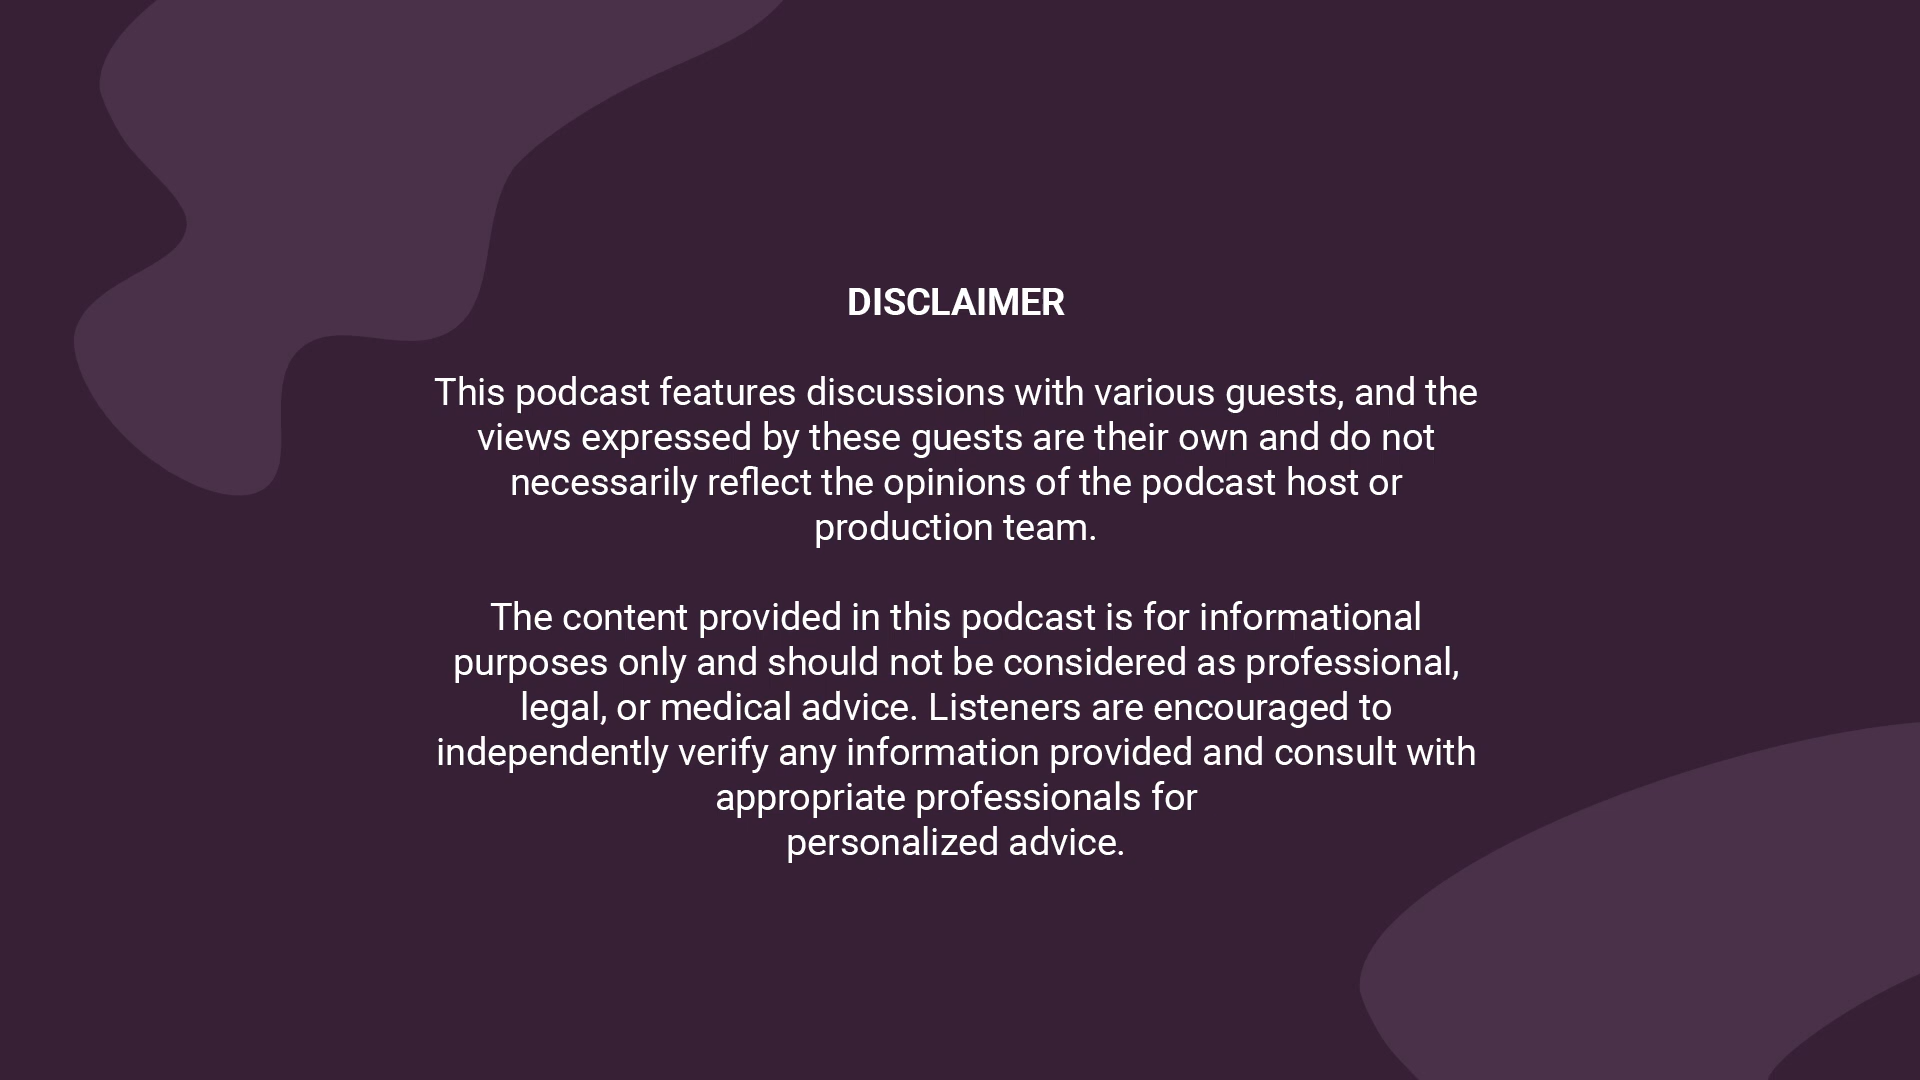 DISCLAIMER
This podcast features discussions with various guests, and the
views expressed by these guests are their own and do not
necessarily reflect the opinions of the podcast host or
production team.
The content provided in this podcast is for informational
purposes only and should not be considered as professional,
legal, or medical advice. Listeners are encouraged to
independently verify any information provided and consult with
appropriate professionals for
personalized advice.